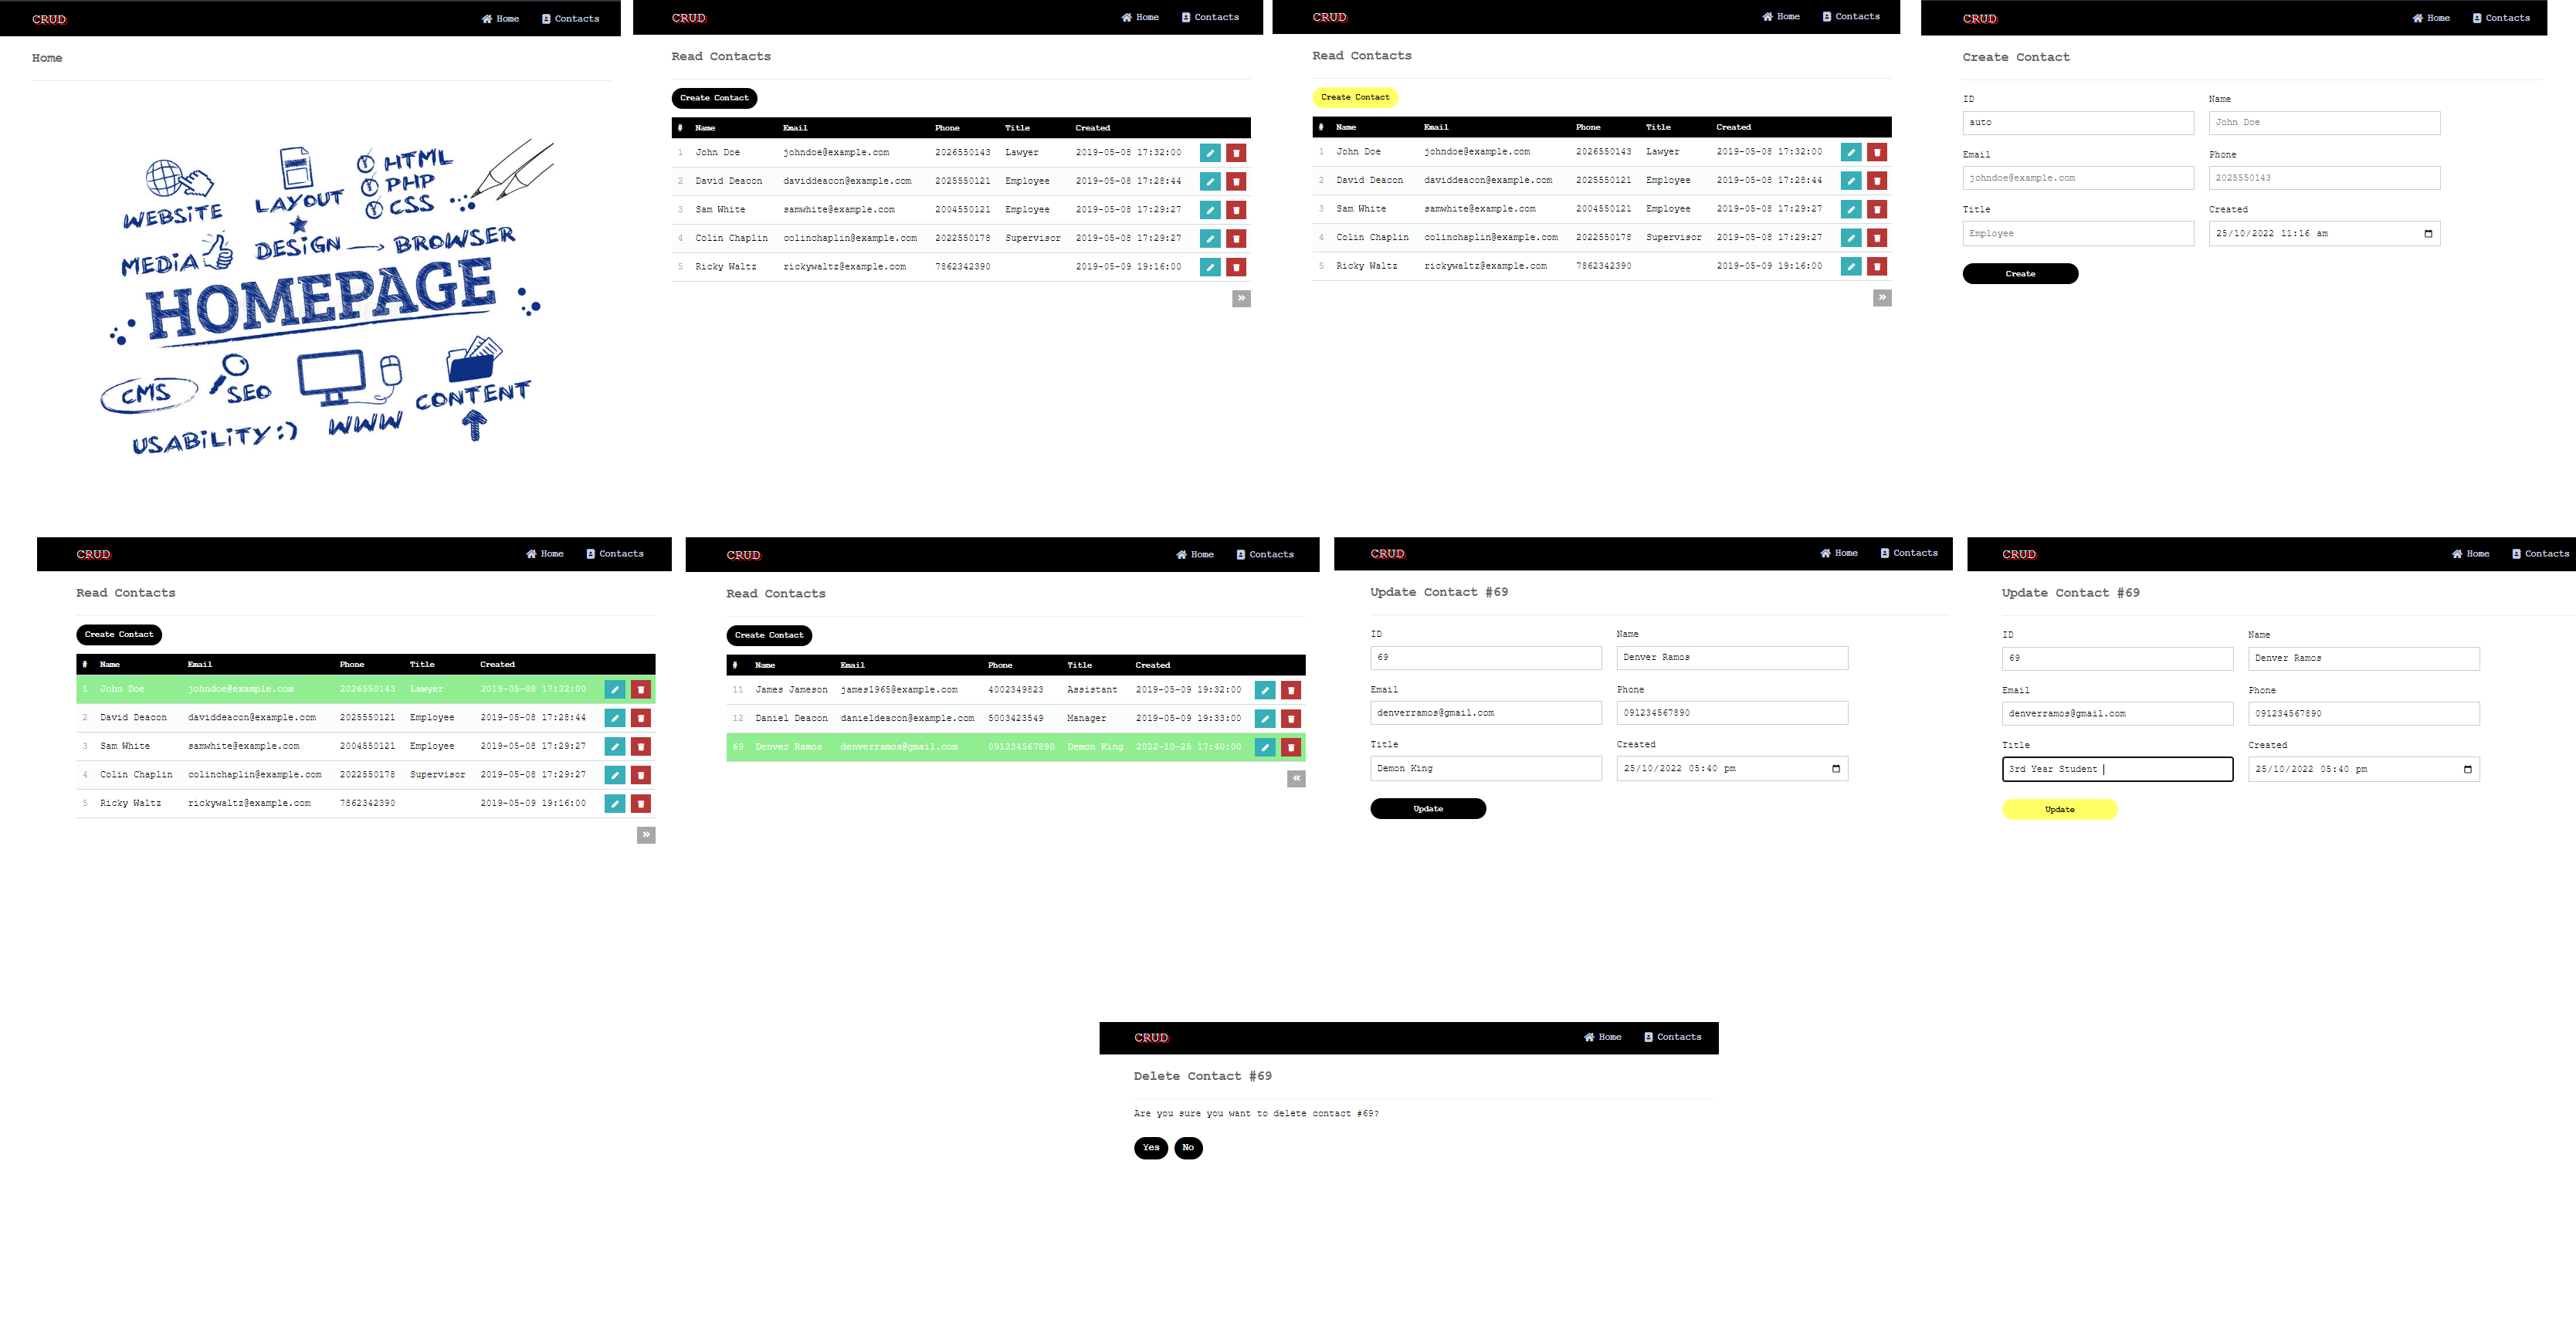 CRUD
Home Contacts
Home
WEBSITE
LAYOUT
HTML
PHP
CSS
MEDIA
DESIGN BROWSER
HOMEPAGE
CMS
SEO
CONTENT
WWW
USABILITY :)
CRUD
Home Contacts
Read Contacts
Create Contact
# Name Email Phone Title Created
1 John Doe johndoe@example.com 2026550143 Lawyer 2019-05-08 17:32:00
2 David Deacon daviddeacon@example.com 2025550121 Employee 2019-05-08 17:28:44
3 Sam White samwhite@example.com 2004550121 Employee 2019-05-08 17:29:27
4 Colin Chaplin colinchaplin@example.com 2022550178 Supervisor 2019-05-08 17:29:27
5 Ricky Waltz rickywaltz@example.com 7862342390 2019-05-09 19:16:00
CRUD
Home Contacts
Read Contacts
Create Contact
# Name Email Phone Title Created
1 John Doe johndoe@example.com 2026550143 Lawyer 2019-05-08 17:32:00
2 David Deacon daviddeacon@example.com 2025550121 Employee 2019-05-08 17:28:44
3 Sam White samwhite@example.com 2004550121 Employee 2019-05-08 17:29:27
4 Colin Chaplin colinchaplin@example.com 2022550178 Supervisor 2019-05-08 17:29:27
5 Ricky Waltz rickywaltz@example.com 7862342390 2019-05-09 19:16:00
CRUD
Home Contacts
Create Contact
ID Name
auto John Doe
Email Phone
johndoe@example.com 2025550143
Title Created
Employee 25/10/2022 11:16 am
Create
CRUD
Home Contacts
Read Contacts
Create Contact
# Name Email Phone Title Created
1 John Doe johndoe@example.com 2026550143 Lawyer 2019-05-08 17:32:00
2 David Deacon daviddeacon@example.com 2025550121 Employee 2019-05-08 17:28:44
3 Sam White samwhite@example.com 2004550121 Employee 2019-05-08 17:29:27
4 Colin Chaplin colinchaplin@example.com 2022550178 Supervisor 2019-05-08 17:29:27
5 Ricky Waltz rickywaltz@example.com 7862342390 2019-05-09 19:16:00
CRUD
Home Contacts
Read Contacts
Create Contact
# Name Email Phone Title Created
11 James Jameson james1965@example.com 4002349823 Assistant 2019-05-09 19:32:00
12 Daniel Deacon danieldeacon@example.com 5003423549 Manager 2019-05-09 19:33:00
69 Denver Ramos denverramos@gmail.com 091234567890 Demon King 2022-10-25 17:40:00
CRUD
Home Contacts
Update Contact #69
ID Name
69 Denver Ramos
Email Phone
denverramos@gmail.com 091234567890
Title Created
Demon King 25/10/2022 05:40 pm
Update
CRUD
Home Contacts
Update Contact #69
ID Name
69 Denver Ramos
Email Phone
denverramos@gmail.com 091234567890
Title Created
3rd Year Student 25/10/2022 05:40 pm
Update
CRUD
Home Contacts
Delete Contact #69
Are you sure you want to delete contact #69?
Yes No